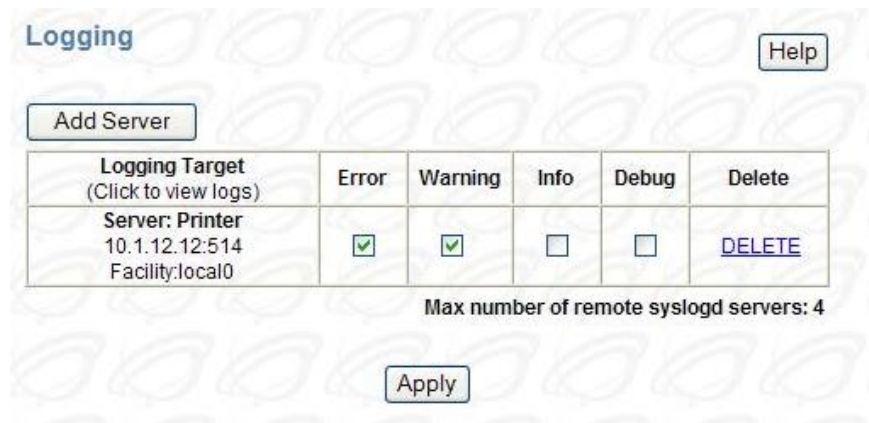 Logging
Help
Add Server
Logging Target
(Click to view logs)
Error
Warning
Info
Debug
Delete
Server: Printer
10.1.12.12:514
Facility:local0
DELETE
Max number of remote syslogd servers: 4
Apply